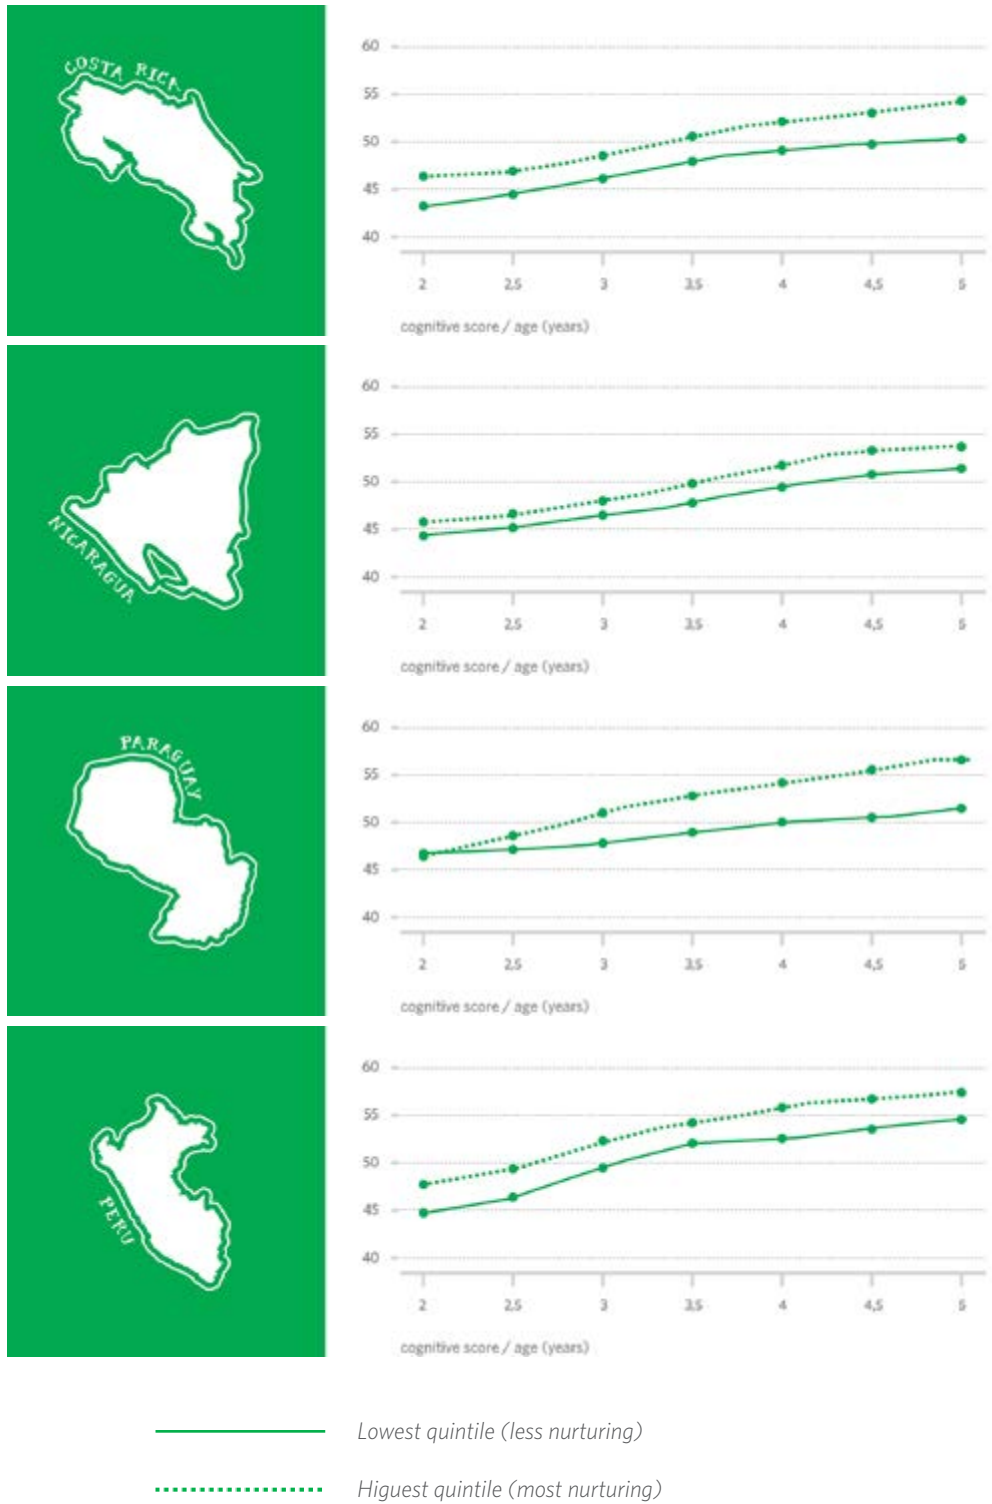 COSTA RICA
60
55
50
45
40
2 2,5 3 3,5 4 4,5 5
cognitive score / age (years)
NICARAGUA
60
55
50
45
40
2 2,5 3 3,5 4 4,5 5
cognitive score / age (years)
PARAGUAY
60
55
50
45
40
2 2,5 3 3,5 4 4,5 5
cognitive score / age (years)
PERU
60
55
50
45
40
2 2,5 3 3,5 4 4,5 5
cognitive score / age (years)
Lowest quintile (less nurturing)
Higuest quintile (most nurturing)